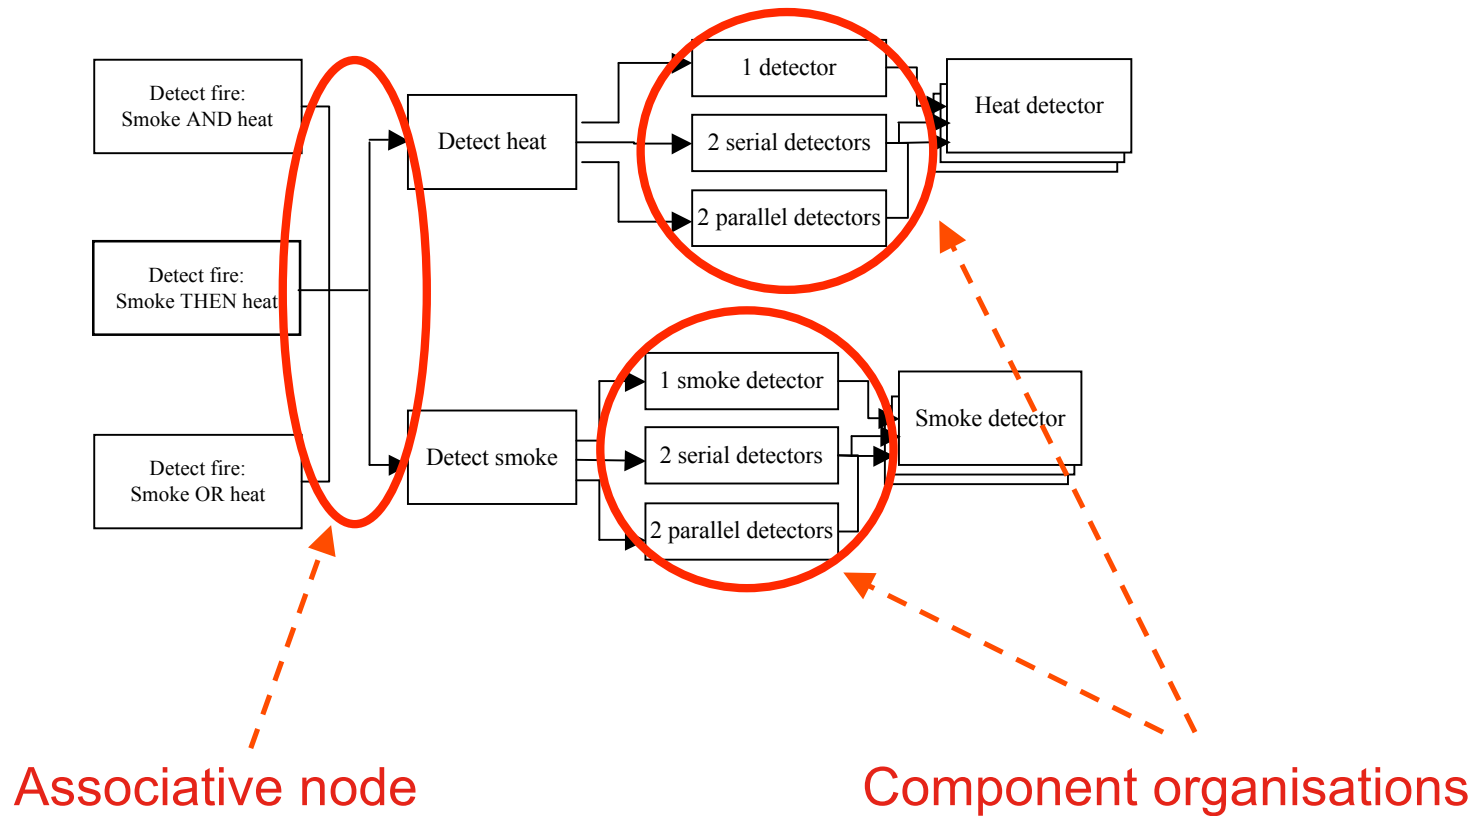 Detect fire:
Smoke AND heat
Detect fire:
Smoke THEN heat
Detect fire:
Smoke OR heat
Detect heat
Detect smoke
1 detector
2 serial detectors
2 parallel detectors
Heat detector
1 smoke detector
2 serial detectors
2 parallel detectors
Smoke detector
Associative node
Component organisations